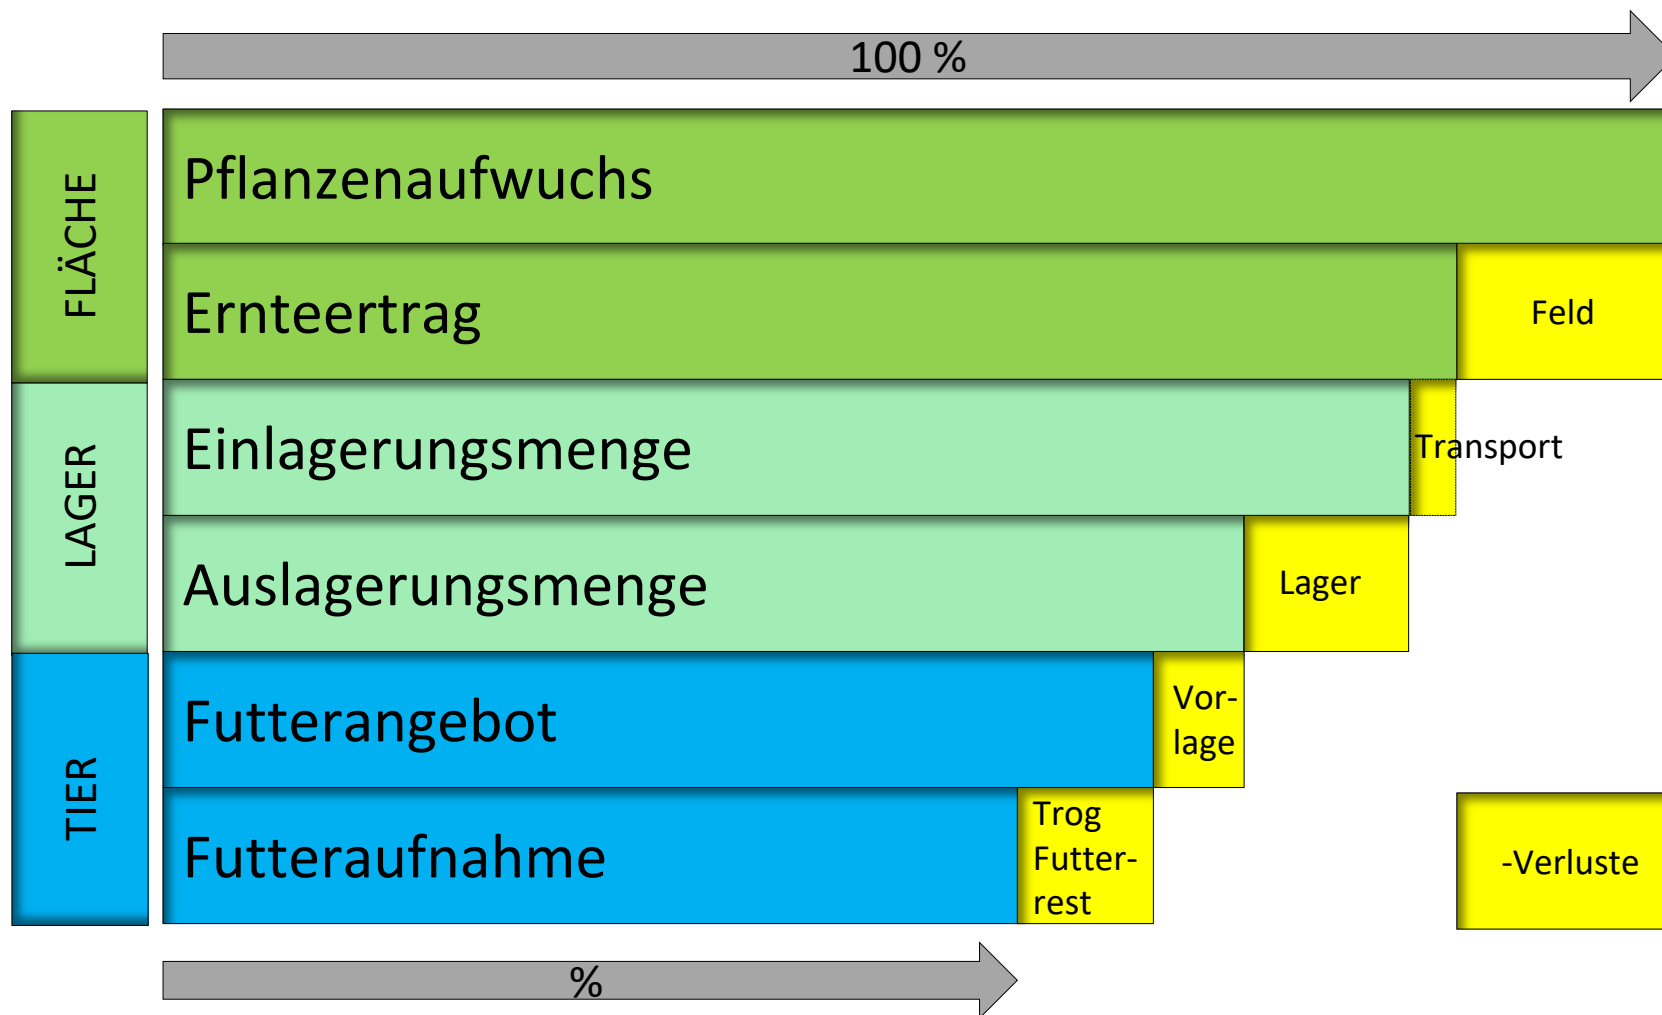 100 %
FLÄCHE
Pflanzenaufwuchs
Ernteertrag
Feld
LAGER
Einlagerungsmenge
Transport
Auslagerungsmenge
Lager
TIER
Futterangebot
Vor-
lage
Futteraufnahme
Trog
Futter-
rest
-Verluste
%